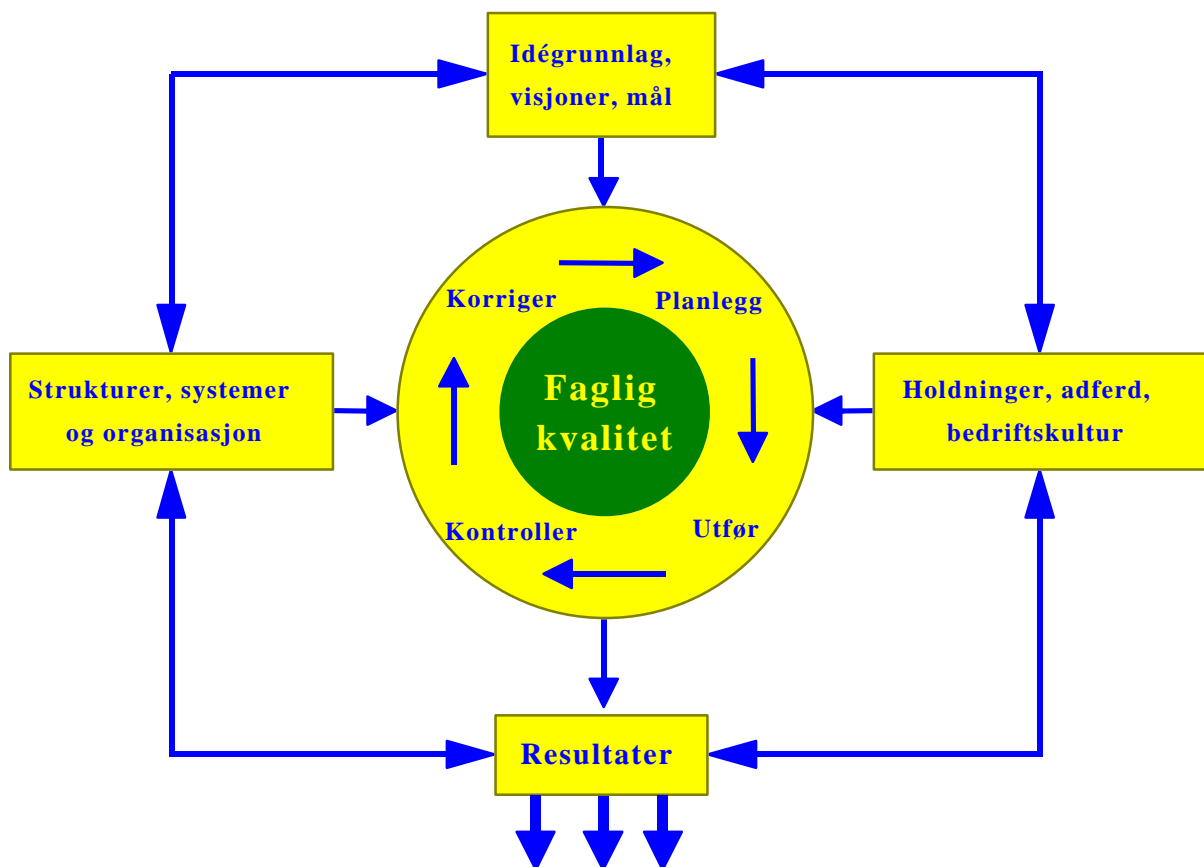 Idégrunnlag,
visjoner, mål
Korriger
Planlegg
Strukturer, systemer
og organisasjon
Faglig
kvalitet
Holdninger, adferd,
bedriftskultur
Kontroller
Utfør
Resultater